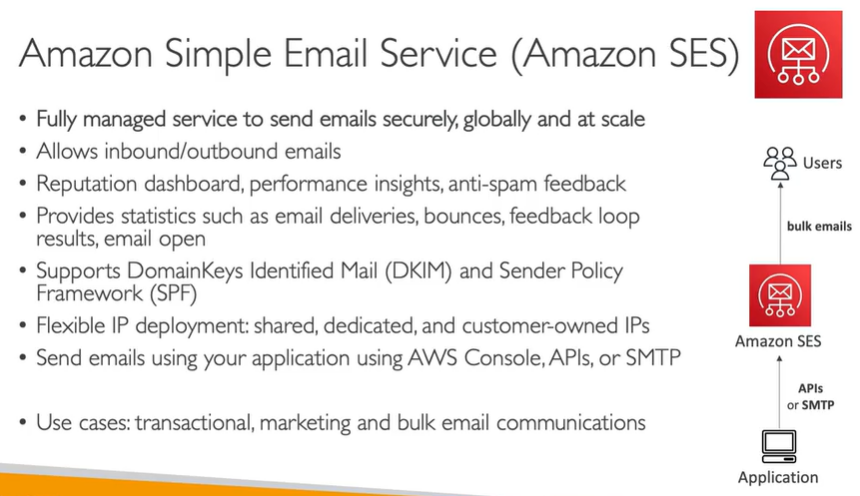 Amazon Simple Email Service (Amazon SES)
• Fully managed service to send emails securely, globally and at scale
• Allows inbound/outbound emails
• Reputation dashboard, performance insights, anti-spam feedback
• Provides statistics such as email deliveries, bounces, feedback loop
results, email open
• Supports DomainKeys Identified Mail (DKIM) and Sender Policy
Framework (SPF)
• Flexible IP deployment: shared, dedicated, and customer-owned IPs
• Send emails using your application using AWS Console, APIs, or SMTP
• Use cases: transactional, marketing and bulk email communications
Users
bulk emails
Amazon SES
APIs
or SMTP
Application